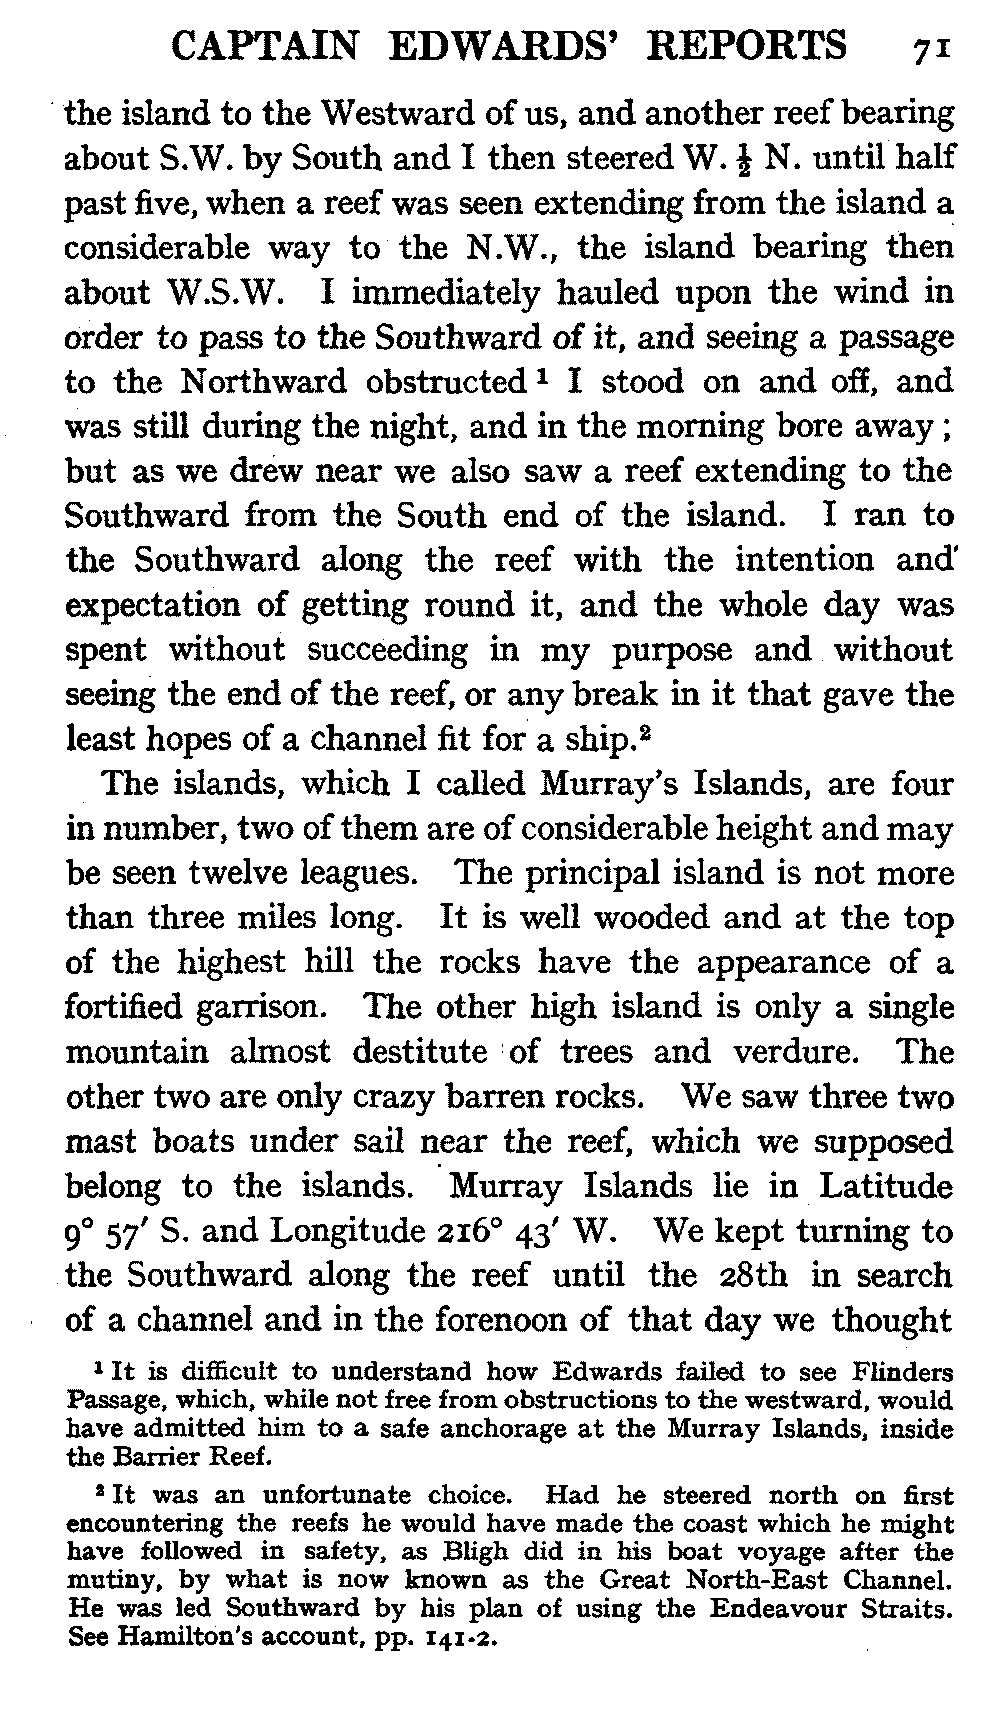 CAPTAIN EDWARDS' REPORTS 71
the island to the Westward of us, and another reef bearing
about S.W. by South and I then steered W. ½ N. until half
past five, when a reef was seen extending from the island a
considerable way to the N.W., the island bearing then
about W.S.W. I immediately hauled upon the wind in
order to pass to the Southward of it, and seeing a passage
to the Northward obstructed ¹ I stood on and off, and
was still during the night, and in the morning bore away ;
but as we drew near we also saw a reef extending to the
Southward from the South end of the island. I ran to
the Southward along the reef with the intention and
expectation of getting round it, and the whole day was
spent without succeeding in my purpose and without
seeing the end of the reef, or any break in it that gave the
least hopes of a channel fit for a ship.²
The islands, which I called Murray's Islands, are four
in number, two of them are of considerable height and may
be seen twelve leagues. The principal island is not more
than three miles long. It is well wooded and at the top
of the highest hill the rocks have the appearance of a
fortified garrison. The other high island is only a single
mountain almost destitute of trees and verdure. The
other two are only crazy barren rocks. We saw three two
mast boats under sail near the reef, which we supposed
belong to the islands. Murray Islands lie in Latitude
9° 57′ S. and Longitude 216° 43′ W. We kept turning to
the Southward along the reef until the 28th in search
of a channel and in the forenoon of that day we thought
¹ It is difficult to understand how Edwards failed to see Flinders
Passage, which, while not free from obstructions to the westward, would
have admitted him to a safe anchorage at the Murray Islands, inside
the Barrier Reef.
² It was an unfortunate choice. Had he steered north on first
encountering the reefs he would have made the coast which he might
have followed in safety, as Bligh did in his boat voyage after the
mutiny, by what is now known as the Great North-East Channel.
He was led Southward by his plan of using the Endeavour Straits.
See Hamilton's account, pp. 141-2.